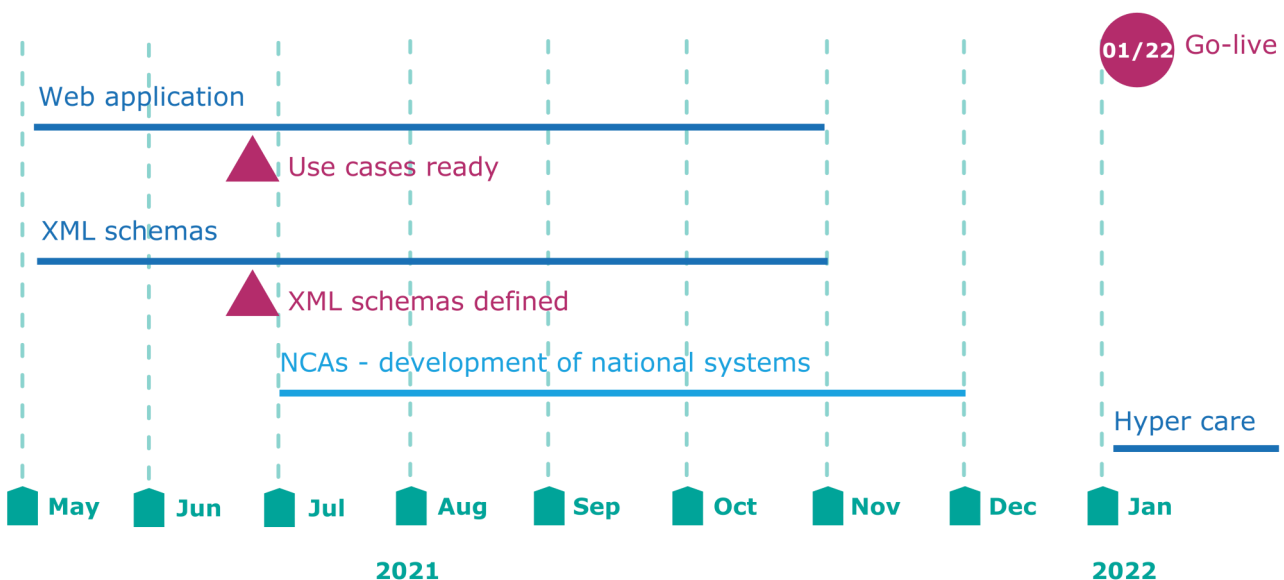 01/22 Go-live
Web application
Use cases ready
XML schemas
XML schemas defined
NCAs - development of national systems
Hyper care
May Jun Jul Aug Sep Oct Nov Dec Jan
2021 2022